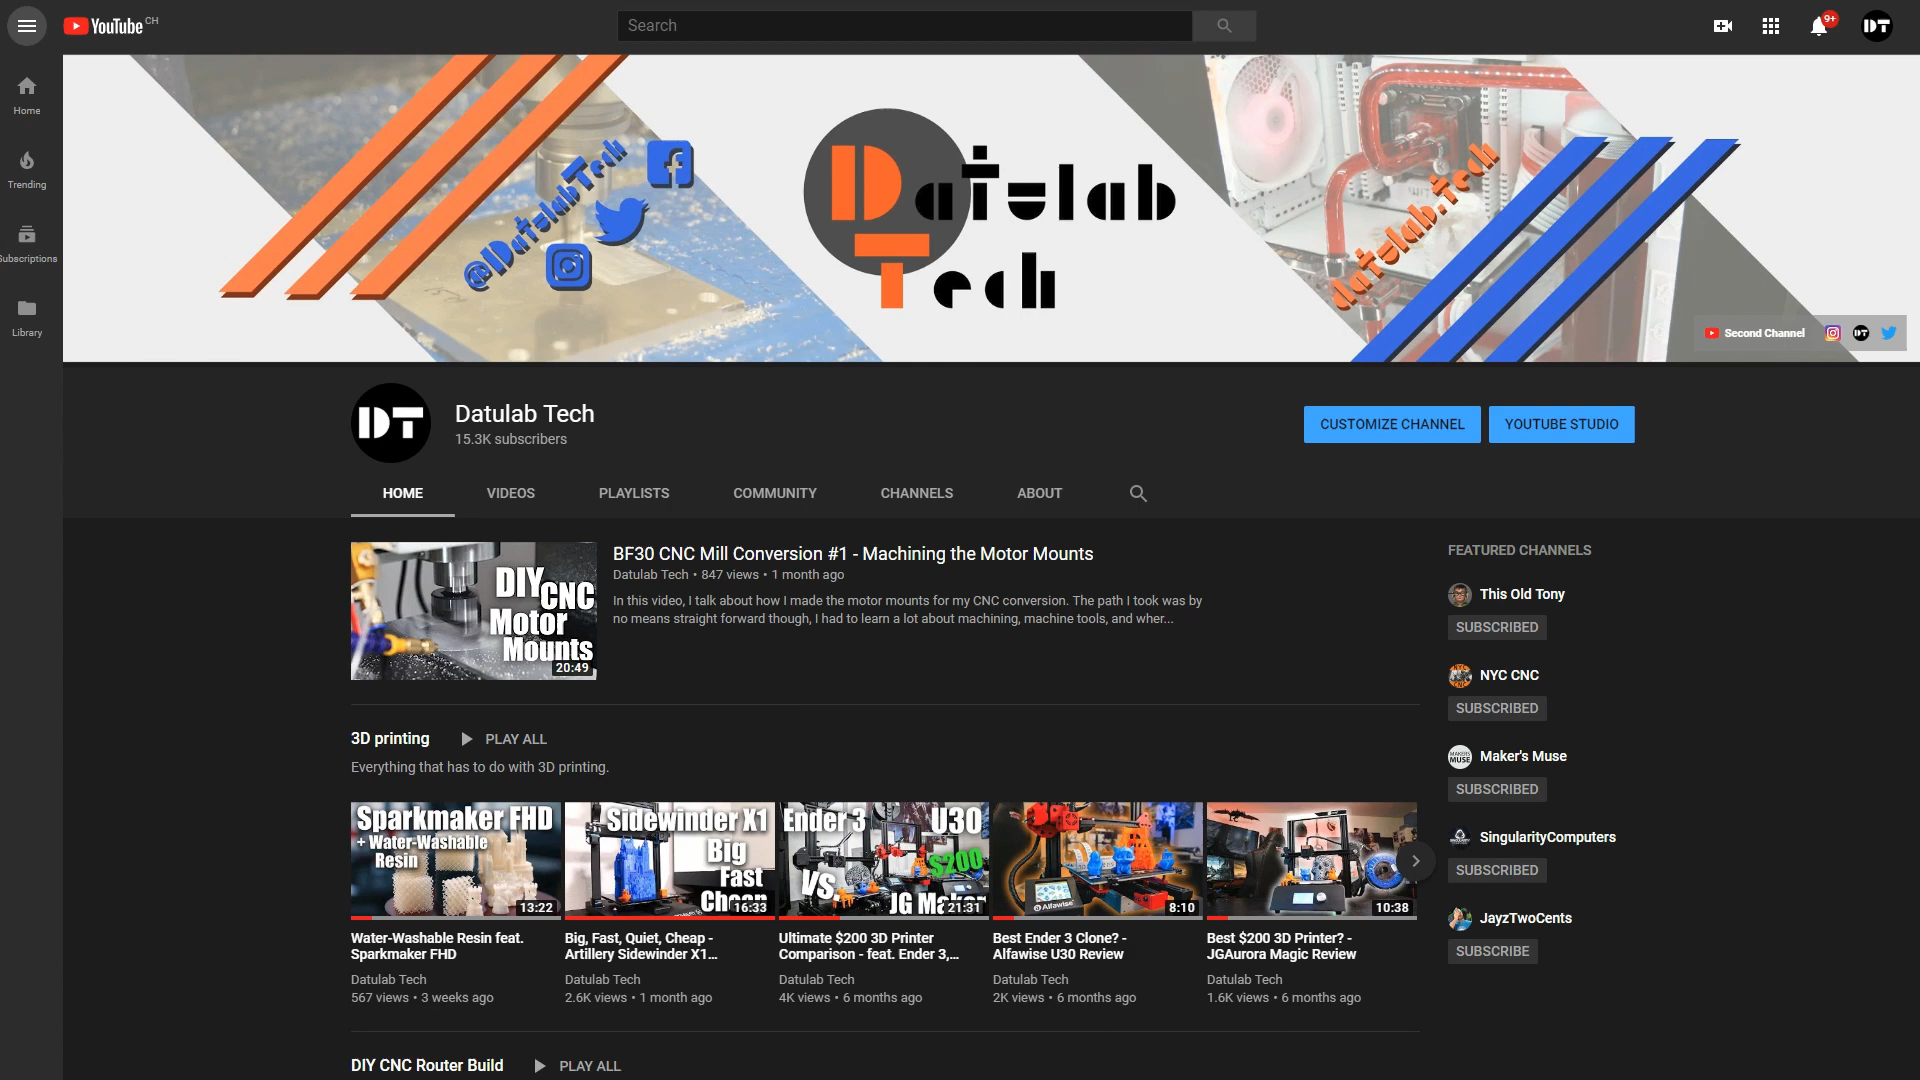 YouTube CH
Search
9+
DT
Home
Trending
Subscriptions
Library
@DatulabTech
Datulab
Tech
datulab.tech
Second Channel
DT
Datulab Tech
15.3K subscribers
CUSTOMIZE CHANNEL
YOUTUBE STUDIO
HOME
VIDEOS
PLAYLISTS
COMMUNITY
CHANNELS
ABOUT
DIY CNC
Motor
Mounts
20:49
BF30 CNC Mill Conversion #1 - Machining the Motor Mounts
Datulab Tech • 847 views • 1 month ago
In this video, I talk about how I made the motor mounts for my CNC conversion. The path I took was by
no means straight forward though, I had to learn a lot about machining, machine tools, and wher...
FEATURED CHANNELS
This Old Tony
SUBSCRIBED
NYC CNC
SUBSCRIBED
MAKER'S
MUSE
Maker's Muse
SUBSCRIBED
SingularityComputers
SUBSCRIBED
JayzTwoCents
SUBSCRIBE
3D printing
PLAY ALL
Everything that has to do with 3D printing.
Sparkmaker FHD
+ Water-Washable
Resin
13:22
Water-Washable Resin feat.
Sparkmaker FHD
Datulab Tech
567 views • 3 weeks ago
Sidewinder X1
Big
Fast
Cheap
16:33
Big, Fast, Quiet, Cheap -
Artillery Sidewinder X1...
Datulab Tech
2.6K views • 1 month ago
Ender 3
U30
$200
VS.
JG Maker
21:31
Ultimate $200 3D Printer
Comparison - feat. Ender 3,...
Datulab Tech
4K views • 6 months ago
Alfawise
8:10
Best Ender 3 Clone? -
Alfawise U30 Review
Datulab Tech
2K views • 6 months ago
10:38
Best $200 3D Printer? -
JGAurora Magic Review
Datulab Tech
1.6K views • 6 months ago
DIY CNC Router Build
PLAY ALL